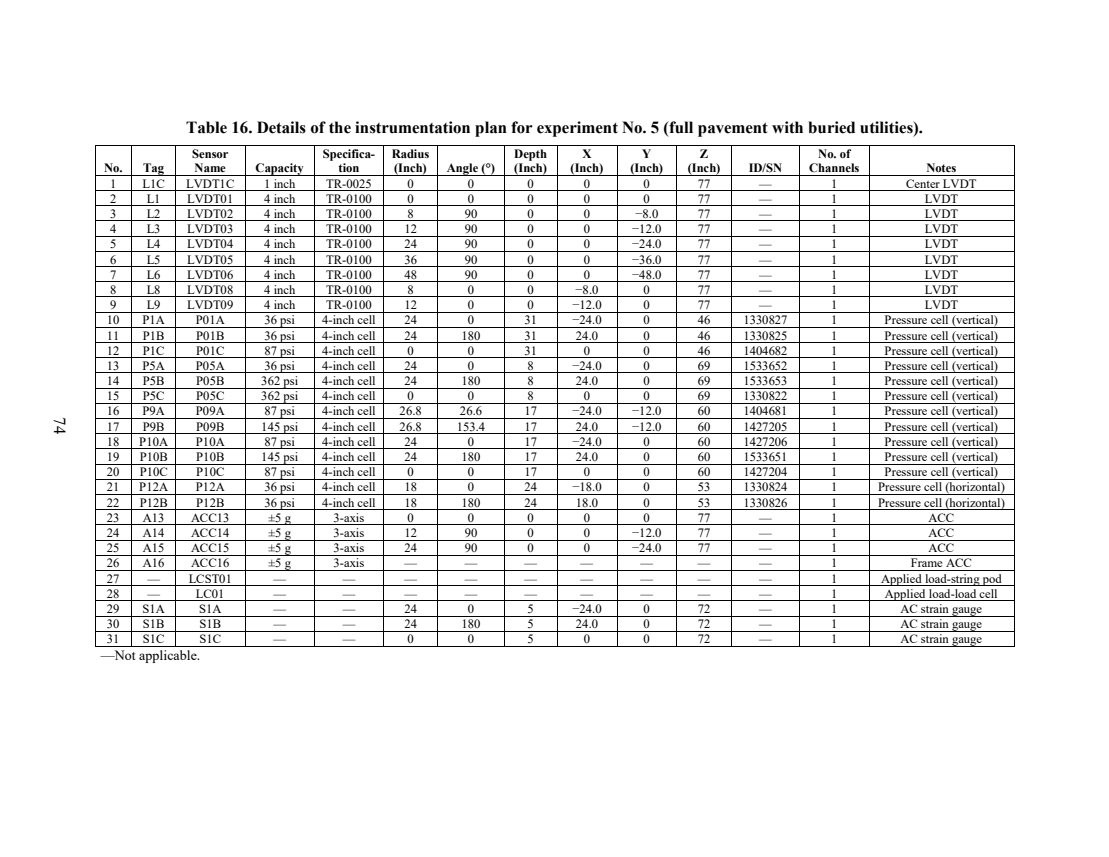 Table 16. Details of the instrumentation plan for experiment No. 5 (full pavement with buried utilities).
No. Tag Sensor Name Capacity Specifica-tion Radius (Inch) Angle (°) Depth (Inch) X (Inch) Y (Inch) Z (Inch) ID/SN No. of Channels Notes
1 L1C LVDT1C 1 inch TR-0025 0 0 0 0 0 77 — 1 Center LVDT
2 L1 LVDT01 4 inch TR-0100 0 0 0 0 0 77 — 1 LVDT
3 L2 LVDT02 4 inch TR-0100 8 90 0 0 −8.0 77 — 1 LVDT
4 L3 LVDT03 4 inch TR-0100 12 90 0 0 −12.0 77 — 1 LVDT
5 L4 LVDT04 4 inch TR-0100 24 90 0 0 −24.0 77 — 1 LVDT
6 L5 LVDT05 4 inch TR-0100 36 90 0 0 −36.0 77 — 1 LVDT
7 L6 LVDT06 4 inch TR-0100 48 90 0 0 −48.0 77 — 1 LVDT
8 L8 LVDT08 4 inch TR-0100 8 0 0 −8.0 0 77 — 1 LVDT
9 L9 LVDT09 4 inch TR-0100 12 0 0 −12.0 0 77 — 1 LVDT
10 P1A P01A 36 psi 4-inch cell 24 0 31 −24.0 0 46 1330827 1 Pressure cell (vertical)
11 P1B P01B 36 psi 4-inch cell 24 180 31 24.0 0 46 1330825 1 Pressure cell (vertical)
12 P1C P01C 87 psi 4-inch cell 0 0 31 0 0 46 1404682 1 Pressure cell (vertical)
13 P5A P05A 36 psi 4-inch cell 24 0 8 −24.0 0 69 1533652 1 Pressure cell (vertical)
14 P5B P05B 362 psi 4-inch cell 24 180 8 24.0 0 69 1533653 1 Pressure cell (vertical)
15 P5C P05C 362 psi 4-inch cell 0 0 8 0 0 69 1330822 1 Pressure cell (vertical)
16 P9A P09A 87 psi 4-inch cell 26.8 26.6 17 −24.0 −12.0 60 1404681 1 Pressure cell (vertical)
17 P9B P09B 145 psi 4-inch cell 26.8 153.4 17 24.0 −12.0 60 1427205 1 Pressure cell (vertical)
18 P10A P10A 87 psi 4-inch cell 24 0 17 −24.0 0 60 1427206 1 Pressure cell (vertical)
19 P10B P10B 145 psi 4-inch cell 24 180 17 24.0 0 60 1533651 1 Pressure cell (vertical)
20 P10C P10C 87 psi 4-inch cell 0 0 17 0 0 60 1427204 1 Pressure cell (vertical)
21 P12A P12A 36 psi 4-inch cell 18 0 24 −18.0 0 53 1330824 1 Pressure cell (horizontal)
22 P12B P12B 36 psi 4-inch cell 18 180 24 18.0 0 53 1330826 1 Pressure cell (horizontal)
23 A13 ACC13 ±5 g 3-axis 0 0 0 0 0 77 — 1 ACC
24 A14 ACC14 ±5 g 3-axis 12 90 0 0 −12.0 77 — 1 ACC
25 A15 ACC15 ±5 g 3-axis 24 90 0 0 −24.0 77 — 1 ACC
26 A16 ACC16 ±5 g 3-axis — — — — — — — 1 Frame ACC
27 — LCST01 — — — — — — — — — 1 Applied load-string pod
28 — LC01 — — — — — — — — — 1 Applied load-load cell
29 S1A S1A — — 24 0 5 −24.0 0 72 — 1 AC strain gauge
30 S1B S1B — — 24 180 5 24.0 0 72 — 1 AC strain gauge
31 S1C S1C — — 0 0 5 0 0 72 — 1 AC strain gauge
—Not applicable.
74